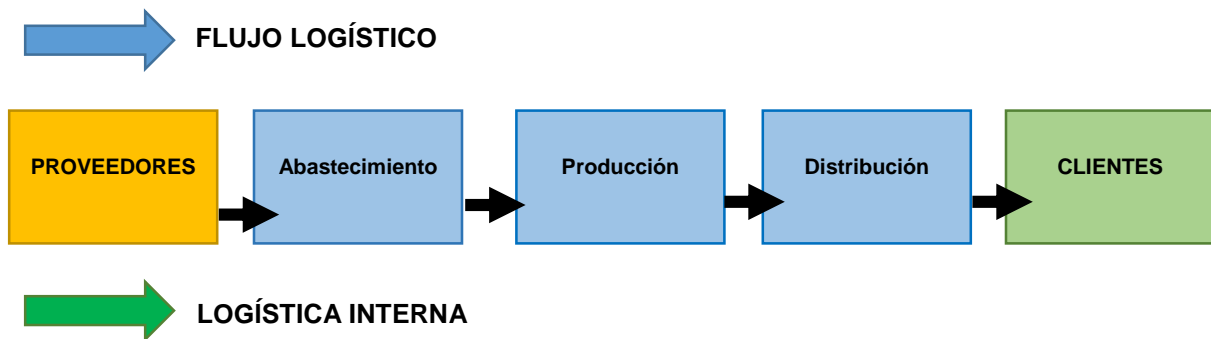 FLUJO LOGÍSTICO
PROVEEDORES
Abastecimiento
Producción
Distribución
CLIENTES
LOGÍSTICA INTERNA